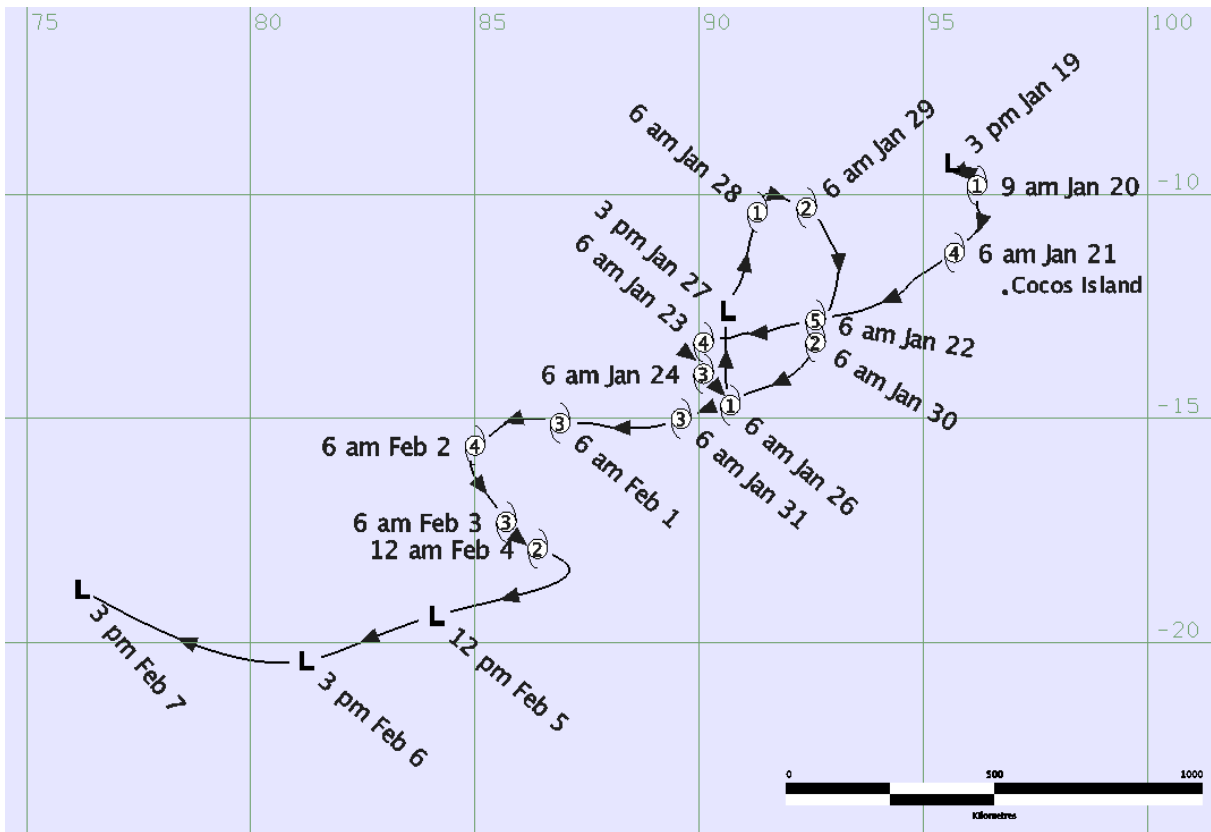 75
80
85
90
95
100
3 pm Jan 19
6 am Jan 28
6 am Jan 29
1
9 am Jan 20
-10
1
2
3 pm Jan 27
4
6 am Jan 21
6 am Jan 23
Cocos Island
L
L
5
6 am Jan 22
4
2
6 am Jan 30
6 am Jan 24
3
1
6 am Jan 26
-15
3
6 am Jan 31
3
6 am Feb 1
6 am Feb 2
4
6 am Feb 3
3
12 am Feb 4
2
L
3 pm Feb 7
L
12 pm Feb 5
-20
L
3 pm Feb 6
0
500
1000
Kilometres